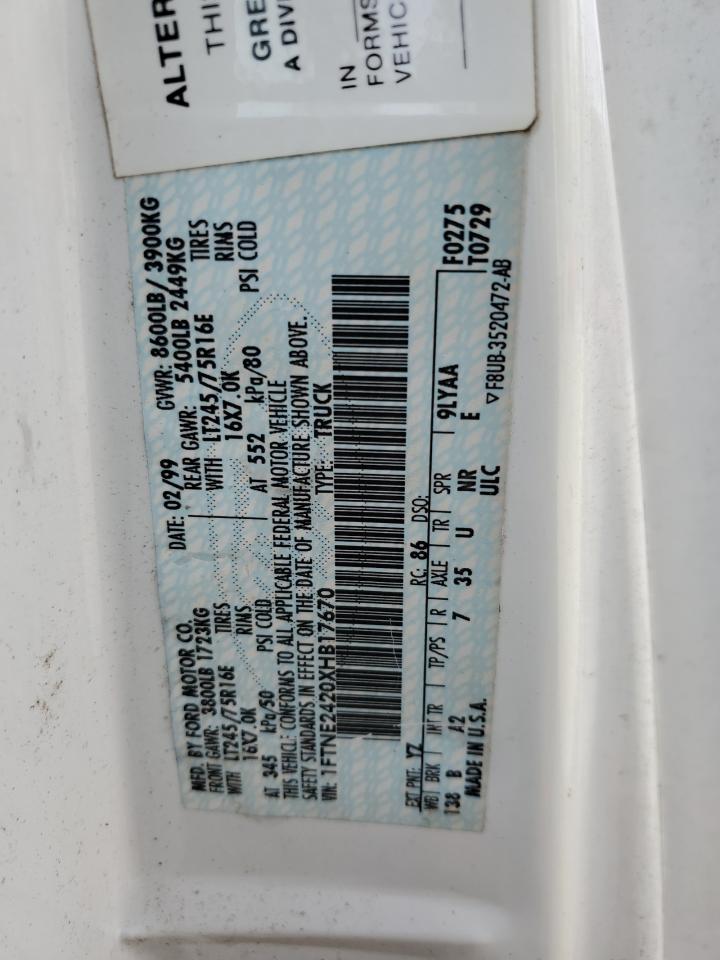 ALTER
THI
GRE
A DIVI
IN
FORMS
VEHIC
MFD. BY FORD MOTOR CO.
DATE: 02/99
GVWR: 8600LB/ 3900KG
FRONT GAWR: 3800LB 1723KG
REAR GAWR: 5400LB 2449KG
WITH LT245/75R16E TIRES
WITH LT245/75R16E TIRES
16X7.0K RIMS
16X7.0K RIMS
AT 345 kPa/50 PSI COLD
AT 552 kPa/80 PSI COLD
THIS VEHICLE CONFORMS TO ALL APPLICABLE FEDERAL MOTOR VEHICLE
SAFETY STANDARDS IN EFFECT ON THE DATE OF MANUFACTURE SHOWN ABOVE.
VIN: 1FTNE2420XHB17670 TYPE: TRUCK
F0275
T0729
EXT PNT: YZ RC: 86 DSO:
WB BRK INT TR TP/PS R AXLE TR SPR 9LYAA
138 B A2 7 35 U NR E
MADE IN U.S.A. ULC
▽F8UB-3520472-AB